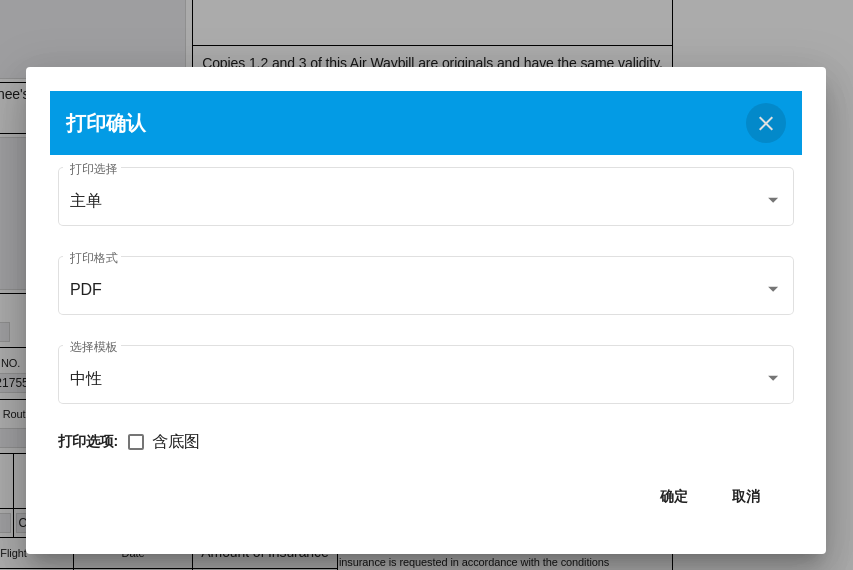 Copies 1,2 and 3 of this Air Waybill are originals and have the same validity.
nee's
打印确认
打印选择
主单
打印格式
PDF
选择模板
中性
打印选项: 含底图
确定 取消
NO.
21755
Rout
Flight
Date
Amount of Insurance
insurance is requested in accordance with the conditions